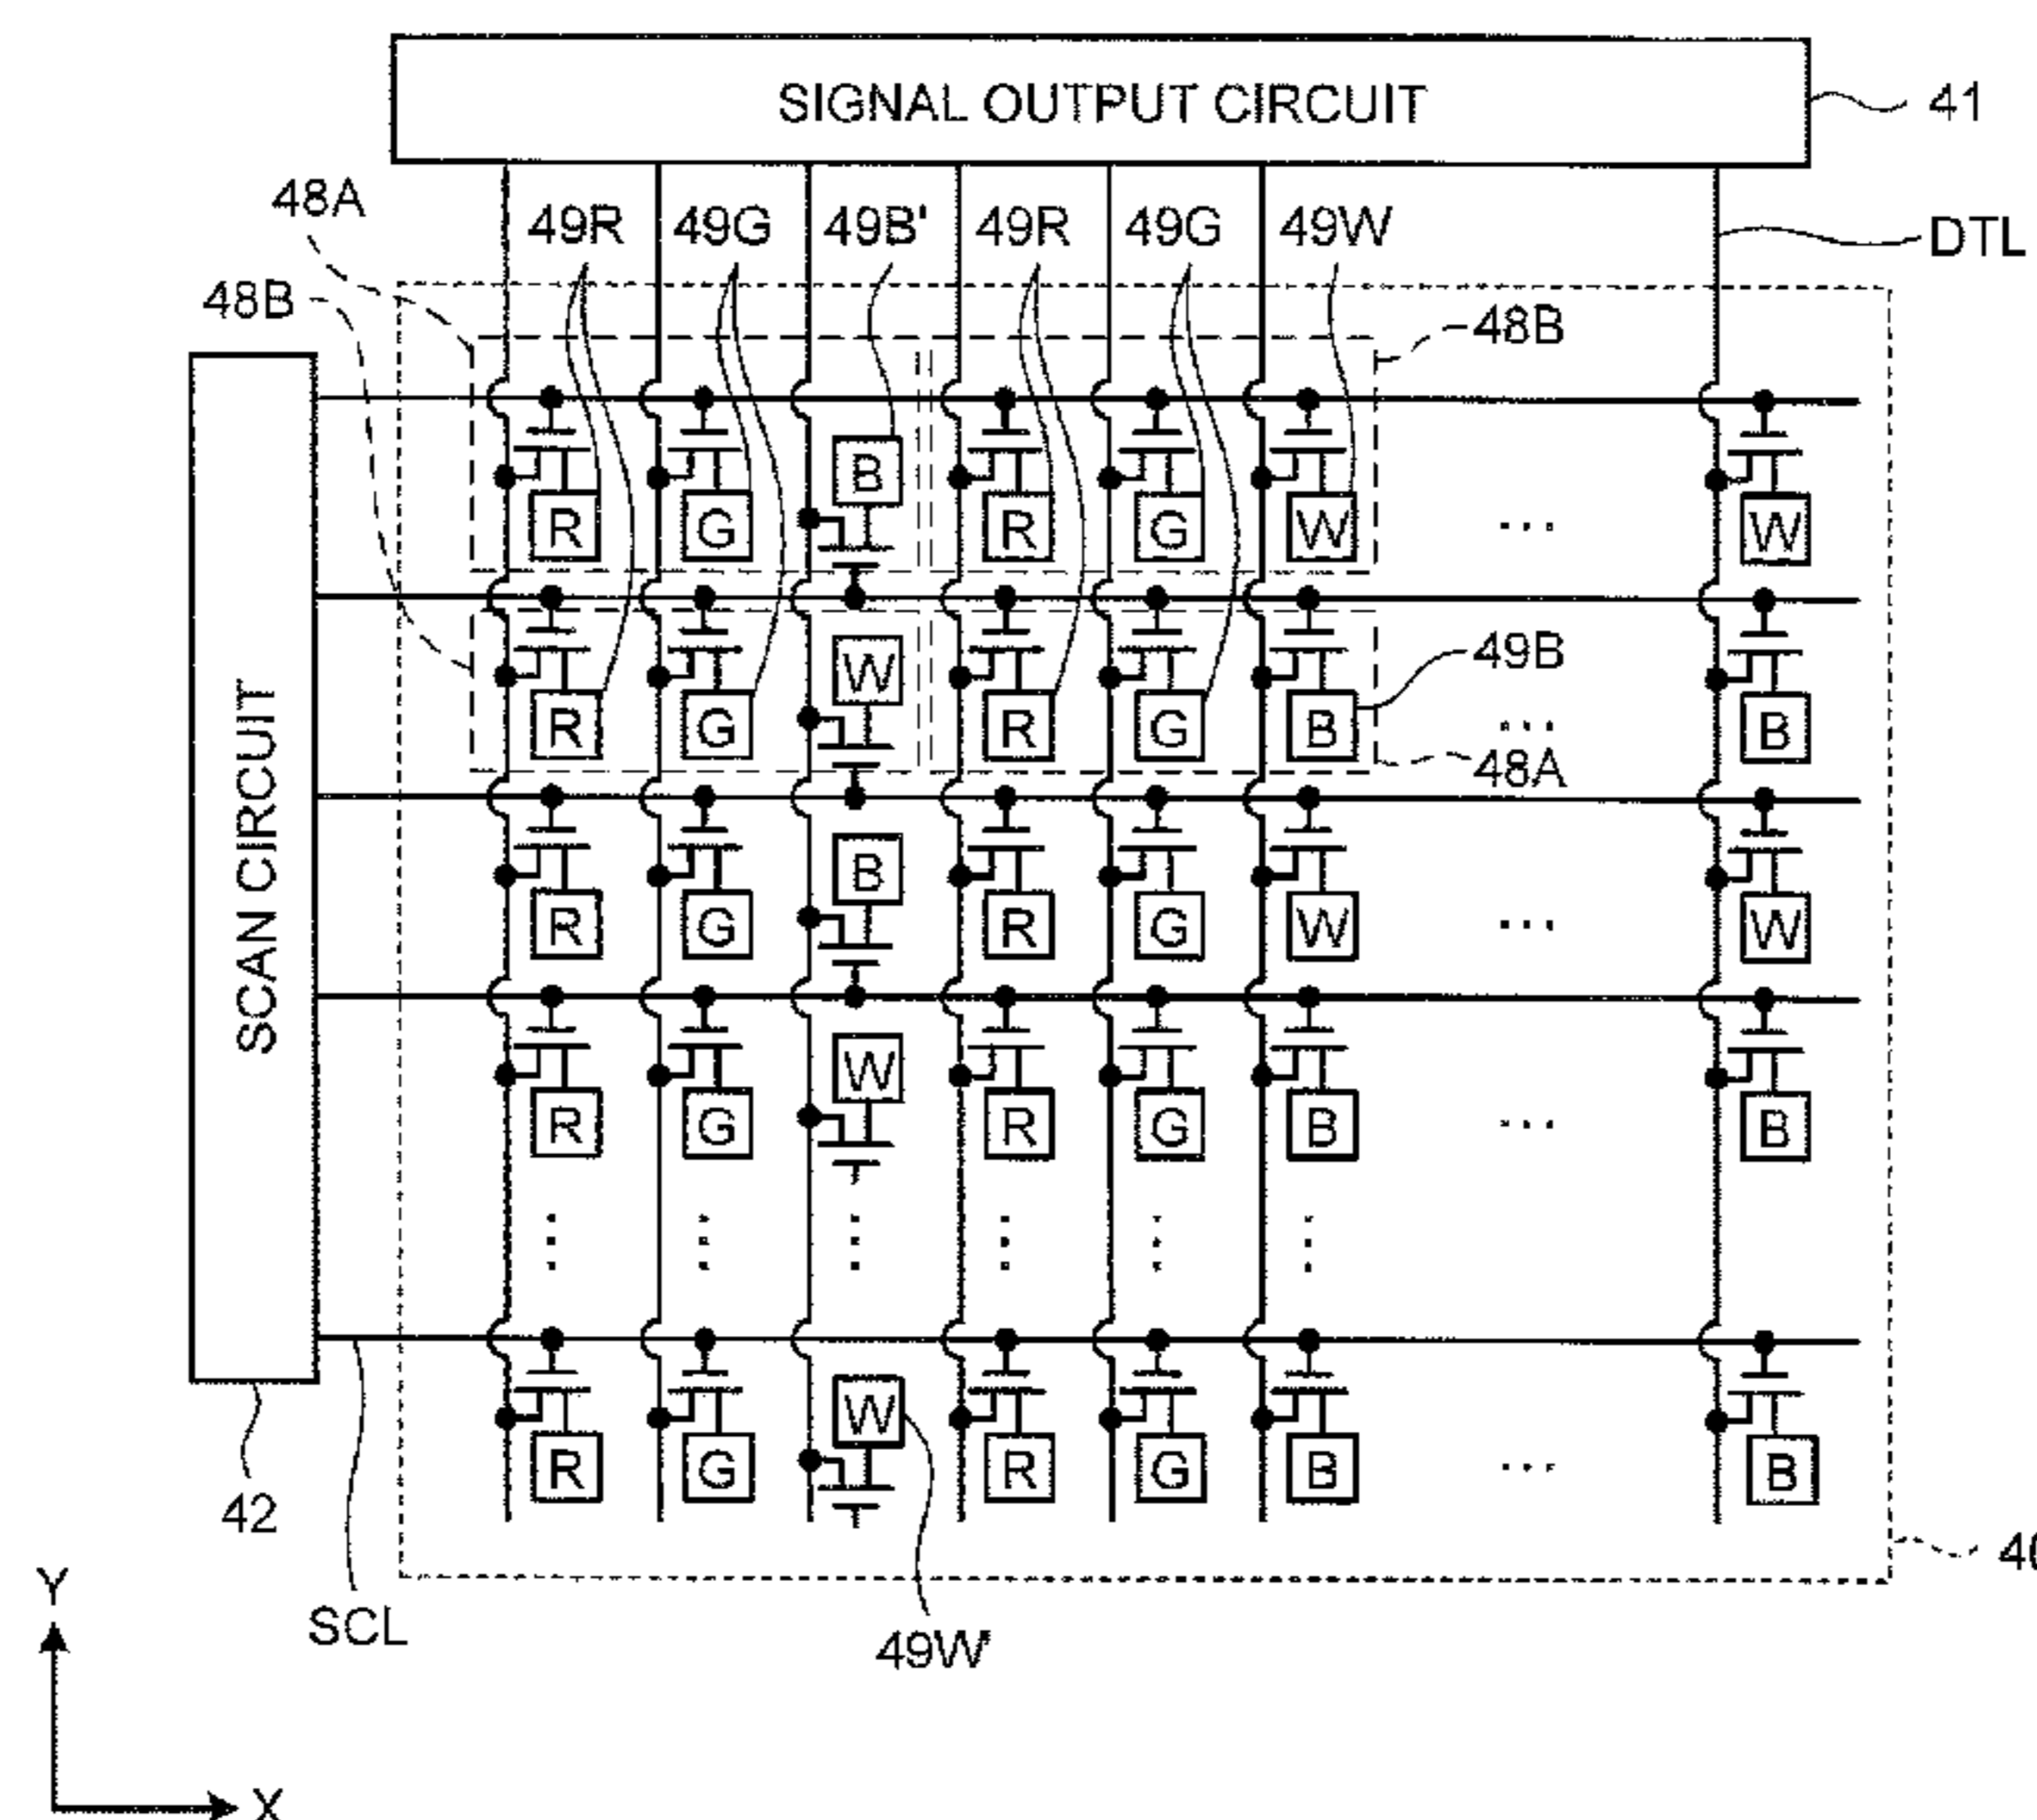 SIGNAL OUTPUT CIRCUIT 41
48A 49R 49G 49B' 49R 49G 49W DTL
48B 48B
B
R G R G W ... W
W 49B
R G R G B ... B
48A
B
R G R G W ... W
W
R G R G B ... B
W
R G R G B ... B
SCAN CIRCUIT
42
40
SCL 49W'
Y
X